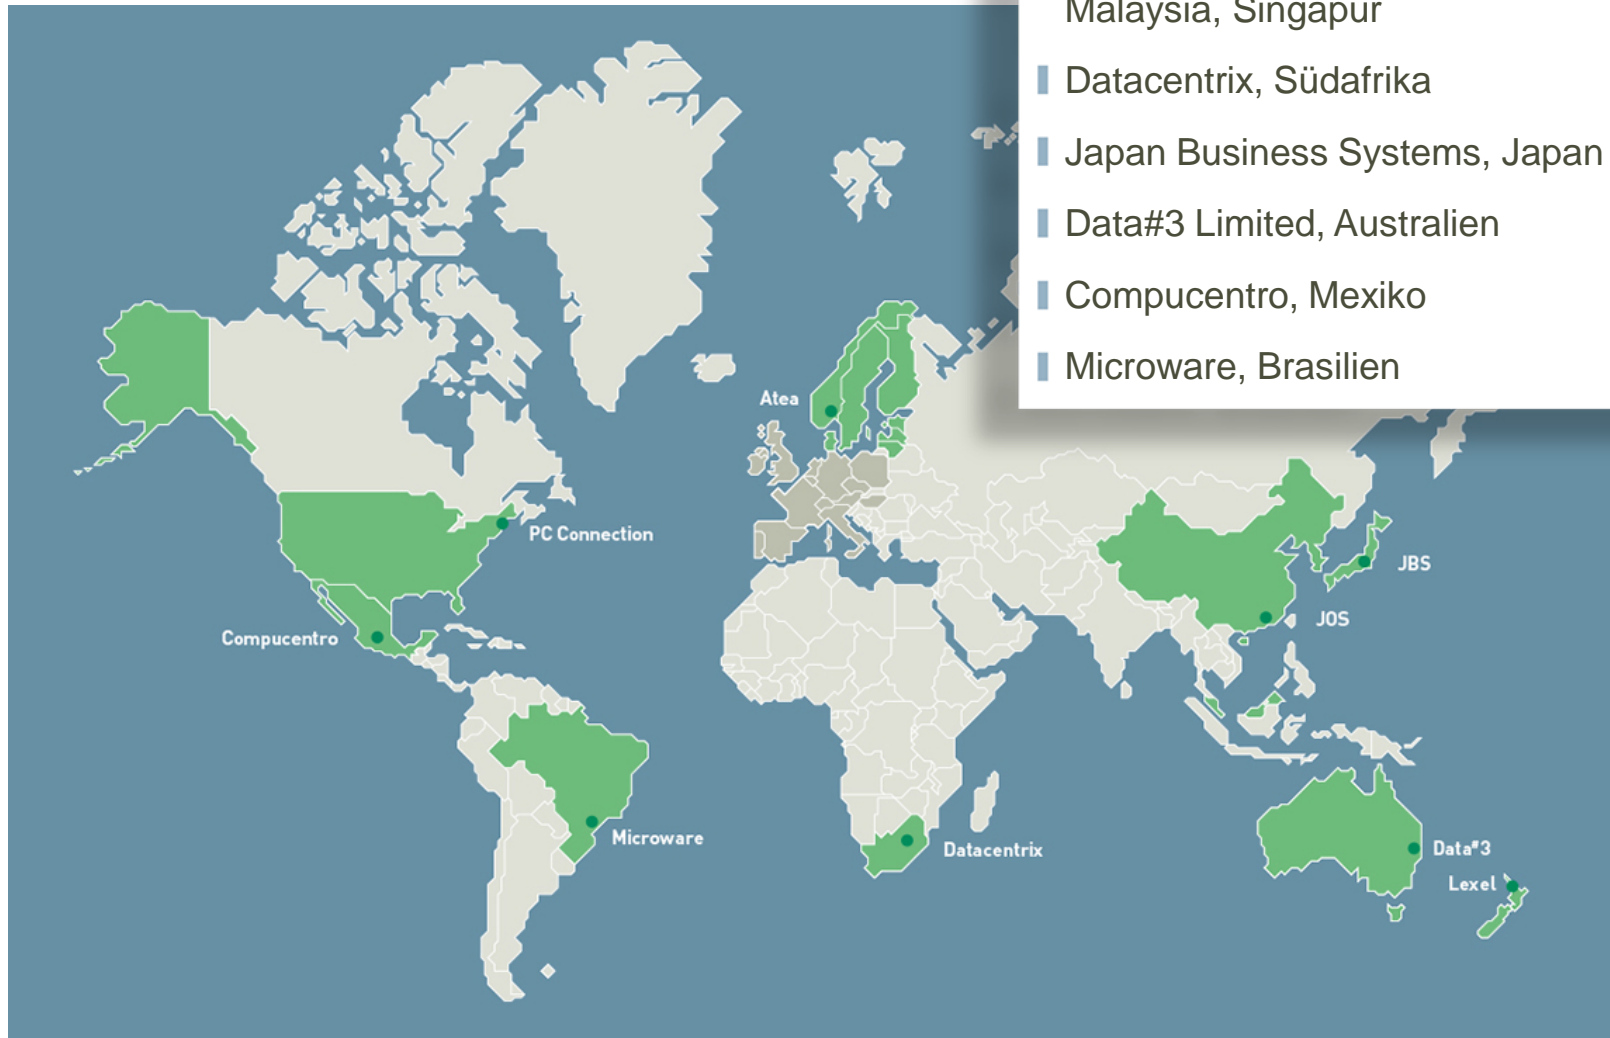 Malaysia, Singapur
Datacentrix, Südafrika
Japan Business Systems, Japan
Data#3 Limited, Australien
Compucentro, Mexiko
Microware, Brasilien
Atea
PC Connection
JBS
JOS
Compucentro
Microware
Datacentrix
Data#3
Lexel